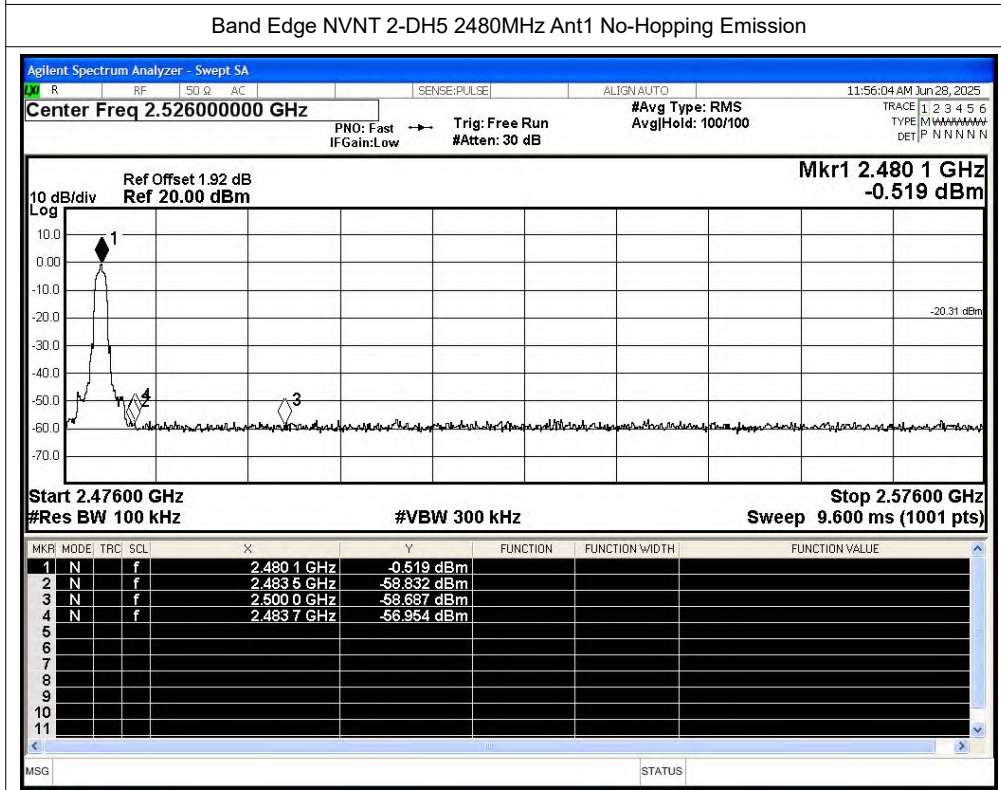 Band Edge NVNT 2-DH5 2480MHz Ant1 No-Hopping Emission
Agilent Spectrum Analyzer - Swept SA
LXI R RF 50 Ω AC SENSE:PULSE ALIGN AUTO 11:56:04 AM Jun 28, 2025
Center Freq 2.526000000 GHz #Avg Type: RMS TRACE 1 2 3 4 5 6
PNO: Fast Trig: Free Run Avg|Hold: 100/100 TYPE M WWWWW
IFGain:Low #Atten: 30 dB DET P N N N N N
Mkr1 2.480 1 GHz
Ref Offset 1.92 dB
10 dB/div Ref 20.00 dBm -0.519 dBm
Log
10.0
1
0.00
-10.0
-20.0
-20.31 dBm
-30.0
-40.0
-50.0
4
2
3
-60.0
-70.0
Start 2.47600 GHz Stop 2.57600 GHz
#Res BW 100 kHz #VBW 300 kHz Sweep 9.600 ms (1001 pts)
MKR MODE TRC SCL X Y FUNCTION FUNCTION WIDTH FUNCTION VALUE
1 N f 2.480 1 GHz -0.519 dBm
2 N f 2.483 5 GHz -58.832 dBm
3 N f 2.500 0 GHz -58.687 dBm
4 N f 2.483 7 GHz -56.954 dBm
5
6
7
8
9
10
11
MSG STATUS